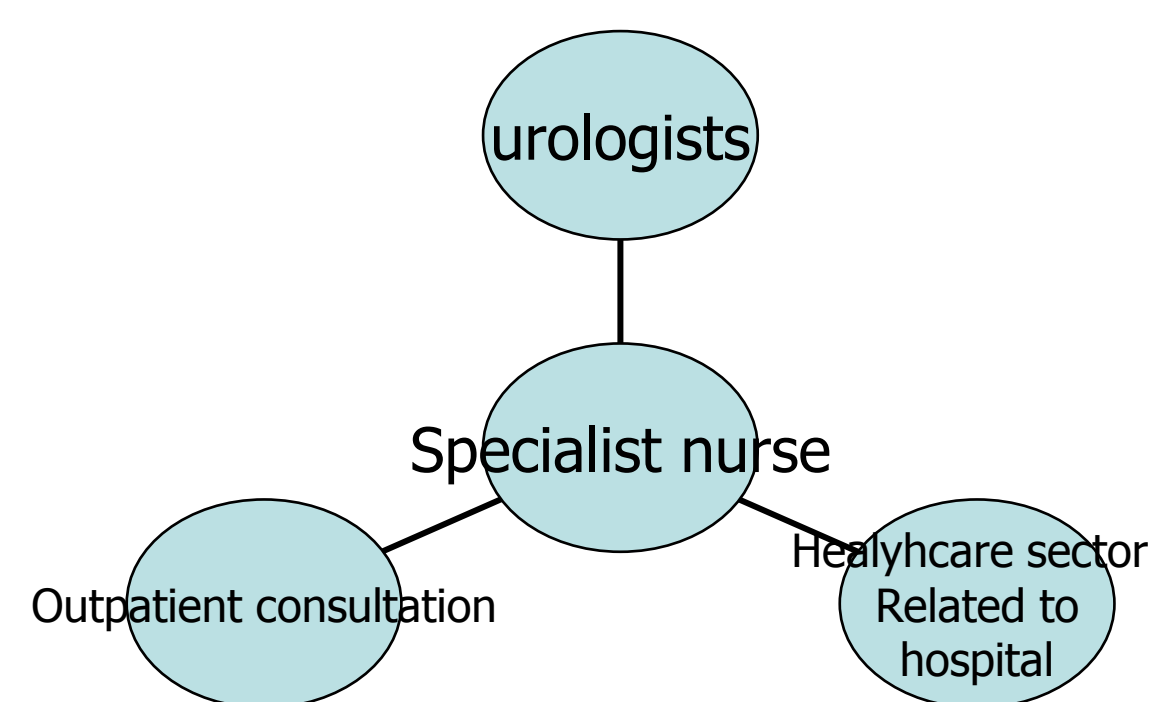 urologists
Specialist nurse
Outpatient consultation
Healyhcare sector
Related to
hospital